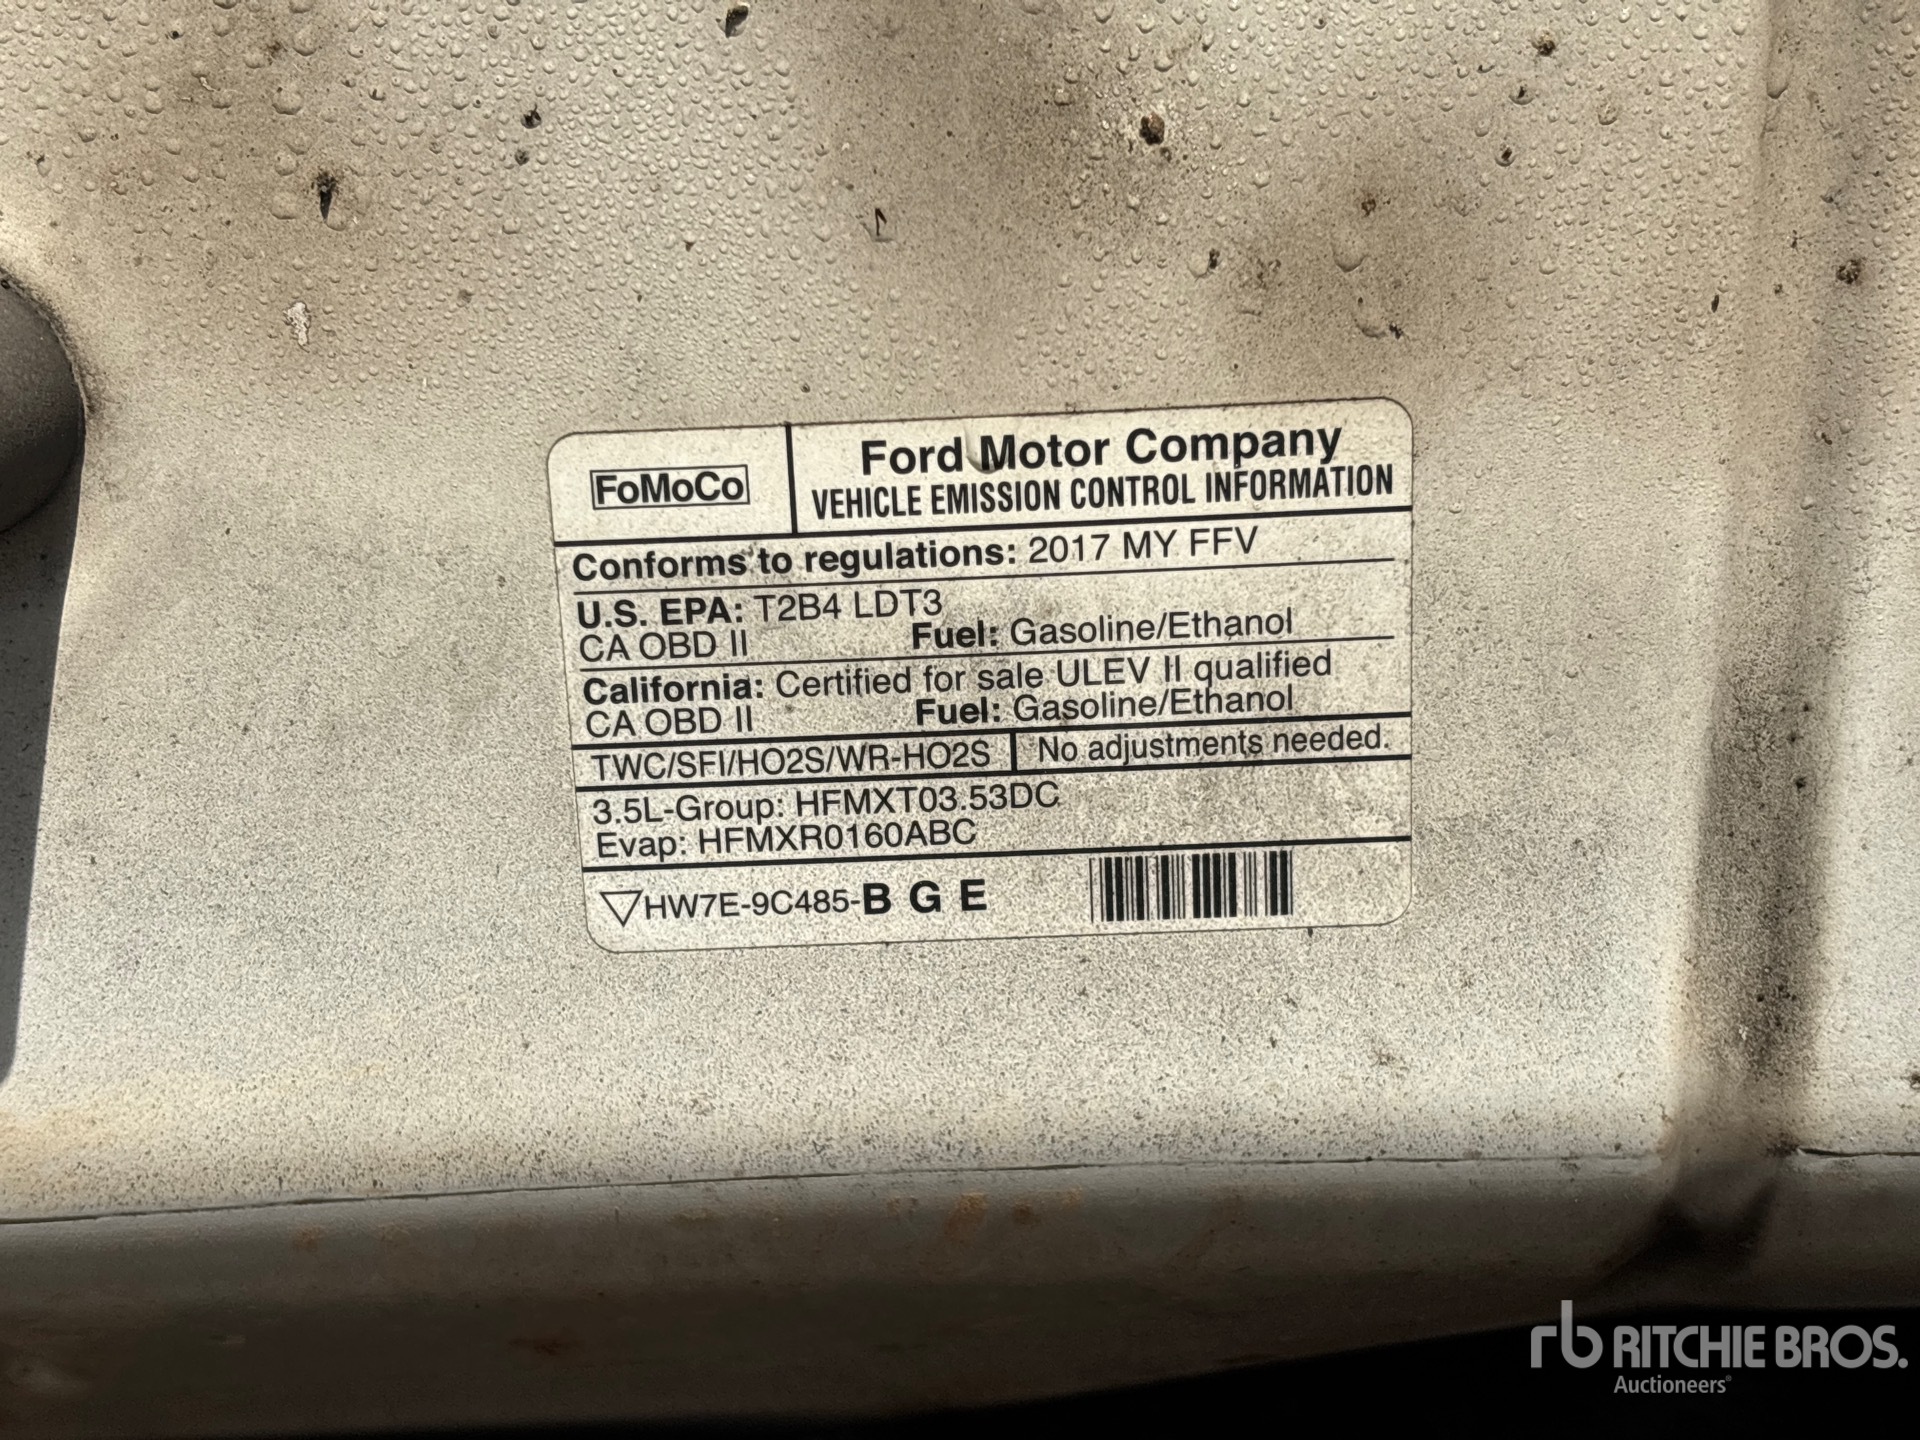 FoMoCo
Ford Motor Company
VEHICLE EMISSION CONTROL INFORMATION
Conforms to regulations: 2017 MY FFV
U.S. EPA: T2B4 LDT3
CA OBD II Fuel: Gasoline/Ethanol
California: Certified for sale ULEV II qualified
CA OBD II Fuel: Gasoline/Ethanol
TWC/SFI/HO2S/WR-HO2S No adjustments needed.
3.5L-Group: HFMXT03.53DC
Evap: HFMXR0160ABC
HW7E-9C485-B G E
rb RITCHIE BROS.
Auctioneers